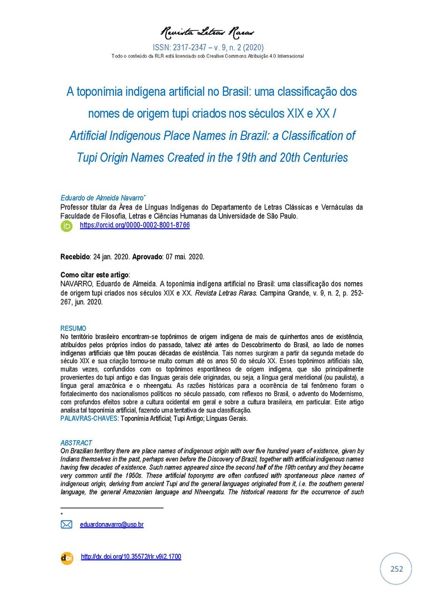 Revista Letras Raras
ISSN: 2317-2347 – v. 9, n. 2 (2020)
Todo o conteúdo da RLR está licenciado sob Creative Commons Atribuição 4.0 Internacional
A toponímia indígena artificial no Brasil: uma classificação dos
nomes de origem tupi criados nos séculos XIX e XX /
Artificial Indigenous Place Names in Brazil: a Classification of
Tupi Origin Names Created in the 19th and 20th Centuries
Eduardo de Almeida Navarro*
Professor titular da Área de Línguas Indígenas do Departamento de Letras Clássicas e Vernáculas da
Faculdade de Filosofia, Letras e Ciências Humanas da Universidade de São Paulo.
iD https://orcid.org/0000-0002-8001-8766
Recebido: 24 jan. 2020. Aprovado: 07 mai. 2020.
Como citar este artigo:
NAVARRO, Eduardo de Almeida. A toponímia indígena artificial no Brasil: uma classificação dos nomes
de origem tupi criados nos séculos XIX e XX. Revista Letras Raras. Campina Grande, v. 9, n. 2, p. 252-
267, jun. 2020.
RESUMO
No território brasileiro encontram-se topônimos de origem indígena de mais de quinhentos anos de existência,
atribuídos pelos próprios índios do passado, talvez até antes do Descobrimento do Brasil, ao lado de nomes
indígenas artificiais que têm poucas décadas de existência. Tais nomes surgiram a partir da segunda metade do
século XIX e sua criação tornou-se muito comum até os anos 50 do século XX. Esses topônimos artificiais são,
muitas vezes, confundidos com os topônimos espontâneos de origem indígena, que são principalmente
provenientes do tupi antigo e das línguas gerais dele originadas, ou seja, a língua geral meridional (ou paulista), a
língua geral amazônica e o nheengatu. As razões históricas para a ocorrência de tal fenômeno foram o
fortalecimento dos nacionalismos políticos no século passado, com reflexos no Brasil, o advento do Modernismo,
com profundos efeitos sobre a cultura ocidental em geral e sobre a cultura brasileira, em particular. Este artigo
analisa tal toponímia artificial, fazendo uma tentativa de sua classificação.
PALAVRAS-CHAVES: Toponímia Artificial; Tupi Antigo; Línguas Gerais.
ABSTRACT
On Brazilian territory there are place names of indigenous origin with over five hundred years of existence, given by
Indians themselves in the past, perhaps even before the Discovery of Brazil, together with artificial indigenous names
having few decades of existence. Such names appeared since the second half of the 19th century and they became
very common until the 1950s. These artificial toponyms are often confused with spontaneous place names of
indigenous origin, deriving from ancient Tupi and the general languages originated from it, i.e. the southern general
language, the general Amazonian language and Nheengatu. The historical reasons for the occurrence of such
*
eduardonavarro@usp.br
http://dx.doi.org/10.35572/rlr.v9i2.1700
252